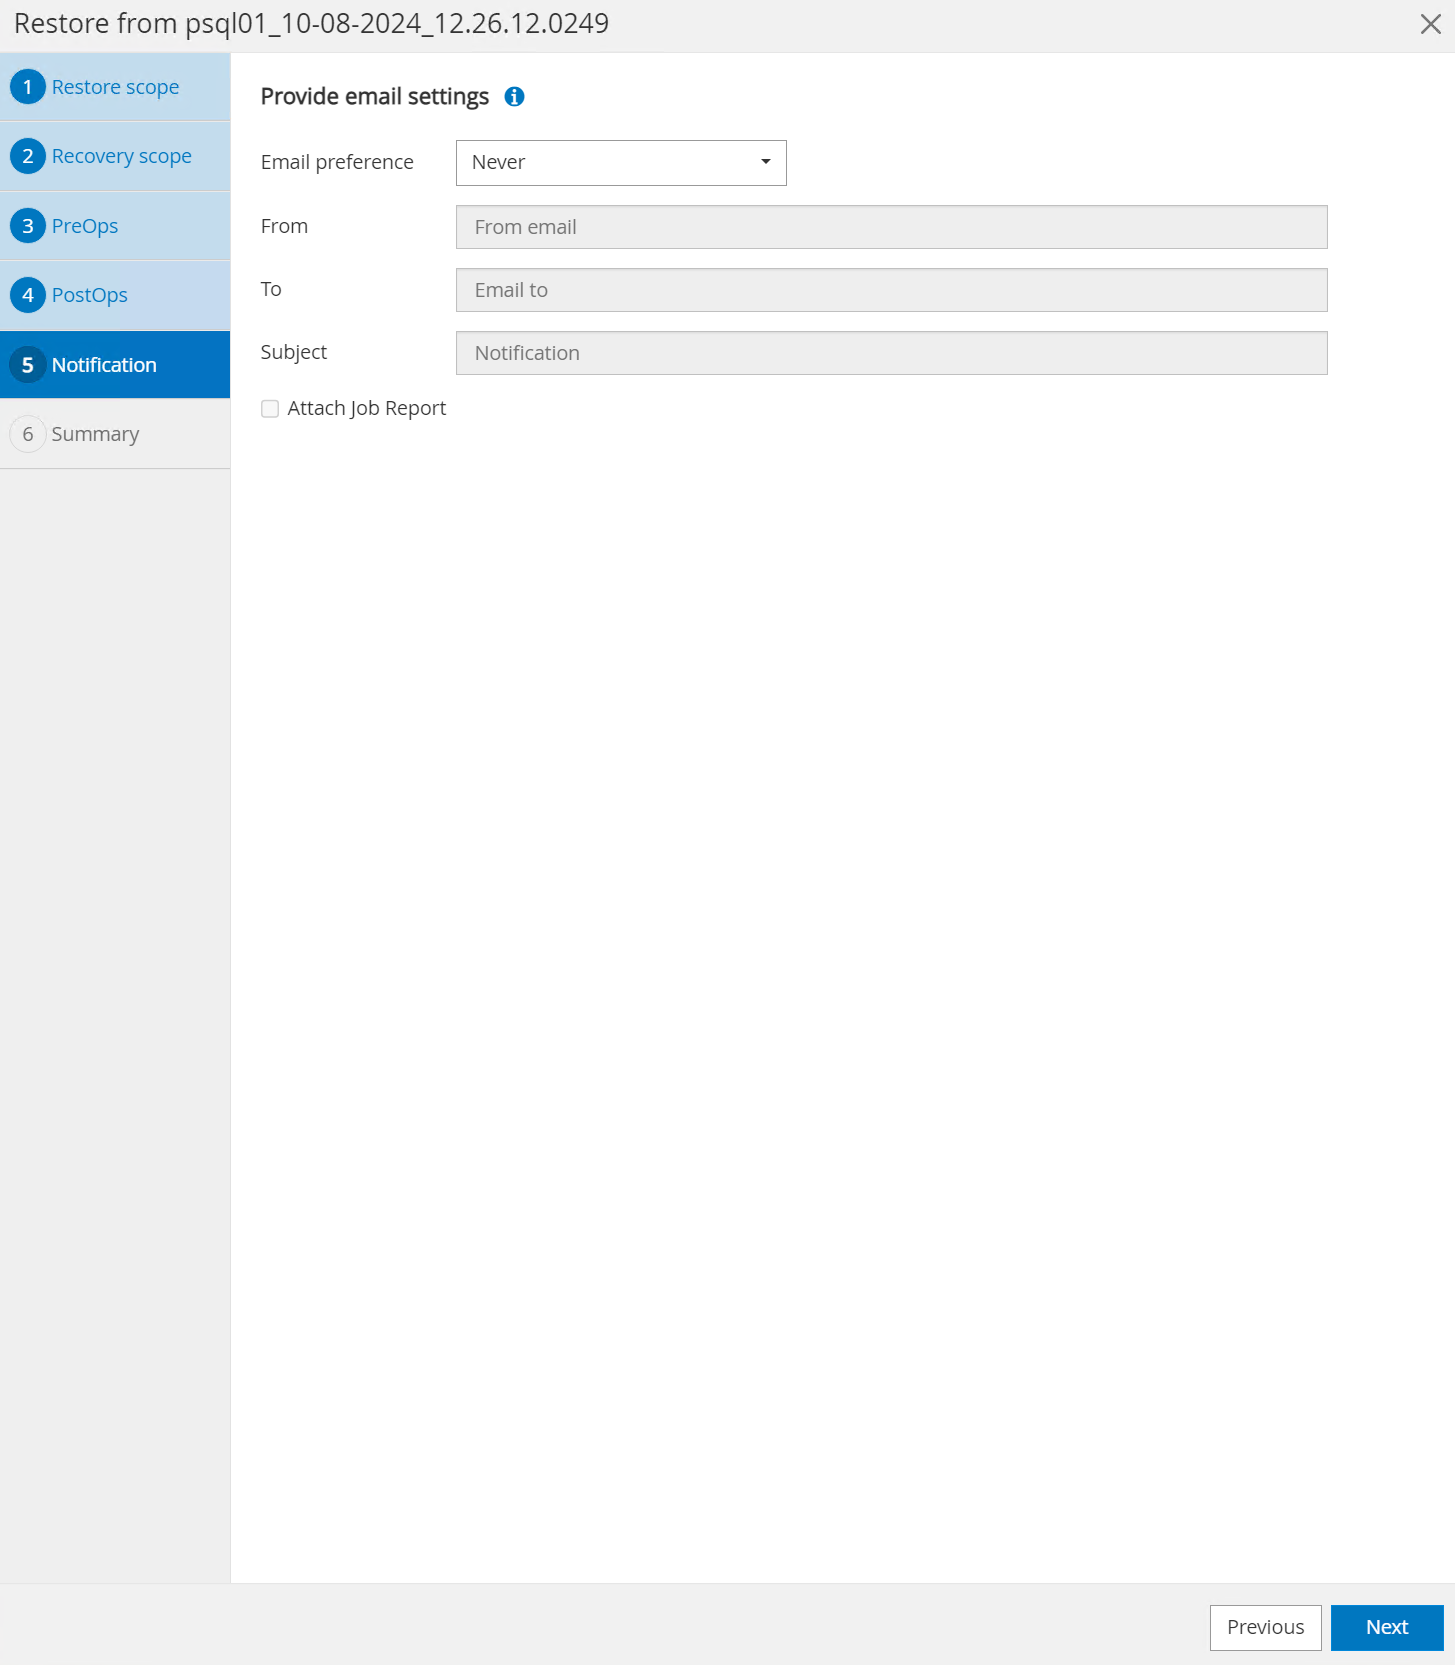 Restore from psql01_10-08-2024_12.26.12.0249
1 Restore scope
2 Recovery scope
3 PreOps
4 PostOps
5 Notification
6 Summary
Provide email settings
Email preference Never
From From email
To Email to
Subject Notification
Attach Job Report
Previous Next